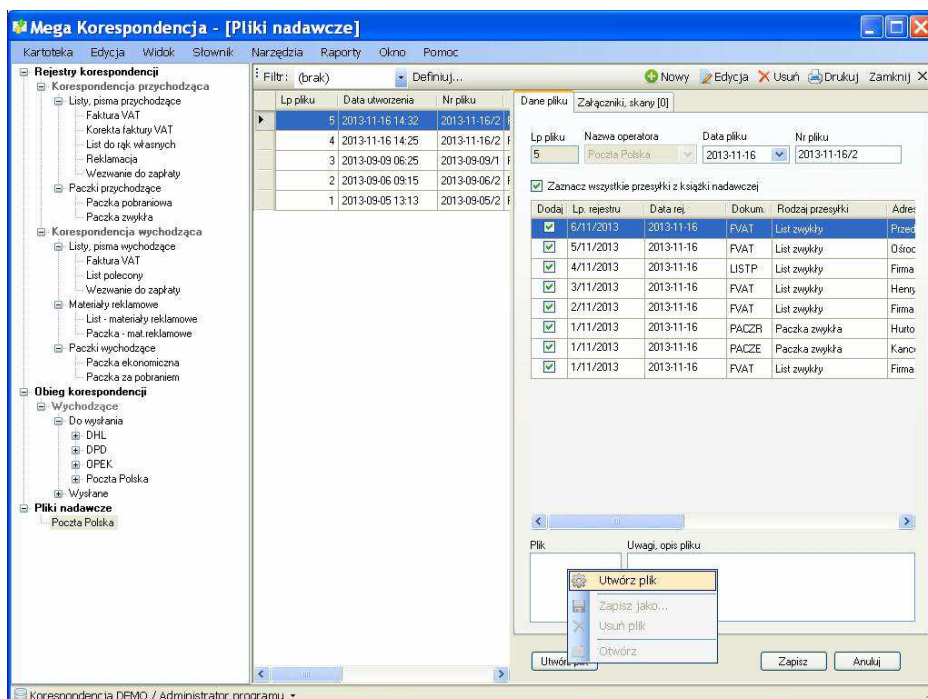 Mega Korespondencja - [Pliki nadawcze]
Kartoteka Edycja Widok Słownik Narzędzia Raporty Okno Pomoc
Rejestry korespondencji
Korespondencja przychodząca
Listy, pisma przychodzące
Faktura VAT
Korekta faktury VAT
List do rąk własnych
Reklamacja
Wezwanie do zapłaty
Paczki przychodzące
Paczka pobraniowa
Paczka zwykła
Korespondencja wychodząca
Listy, pisma wychodzące
Faktura VAT
List polecony
Wezwanie do zapłaty
Materiały reklamowe
List - materiały reklamowe
Paczka - mat.reklamowe
Paczki wychodzące
Paczka ekonomiczna
Paczka za pobraniem
Obieg korespondencji
Wychodzące
Do wysłania
DHL
DPD
OPEK
Poczta Polska
Wysłane
Pliki nadawcze
Poczta Polska
Filtr: (brak) Definiuj... Nowy Edycja Usuń Drukuj Zamknij
Lp pliku Data utworzenia Nr pliku
5 2013-11-16 14:32 2013-11-16/2
4 2013-11-16 14:25 2013-11-16/2
3 2013-09-09 06:25 2013-09-09/1
2 2013-09-06 09:15 2013-09-06/2
1 2013-09-05 13:13 2013-09-05/2
Dane pliku Załączniki, skany [0]
Lp pliku Nazwa operatora Data pliku Nr pliku
5 Poczta Polska 2013-11-16 2013-11-16/2
Zaznacz wszystkie przesyłki z książki nadawczej
Dodaj Lp. rejestru Data rej. Dokum. Rodzaj przesyłki Adres
6/11/2013 2013-11-16 FVAT List zwykły Przed
5/11/2013 2013-11-16 FVAT List zwykły Ośroc
4/11/2013 2013-11-16 LISTP List zwykły Firma
3/11/2013 2013-11-16 FVAT List zwykły Henry
2/11/2013 2013-11-16 FVAT List zwykły Firma
1/11/2013 2013-11-16 PACZR Paczka zwykła Hurto
1/11/2013 2013-11-16 PACZE Paczka zwykła Kance
1/11/2013 2013-11-16 FVAT List zwykły Firma
Plik Uwagi, opis pliku
Utwórz plik
Zapisz jako...
Usuń plik
Otwórz
Utwórz plik Zapisz Anuluj
Korespondencja DEMO / Administrator programu